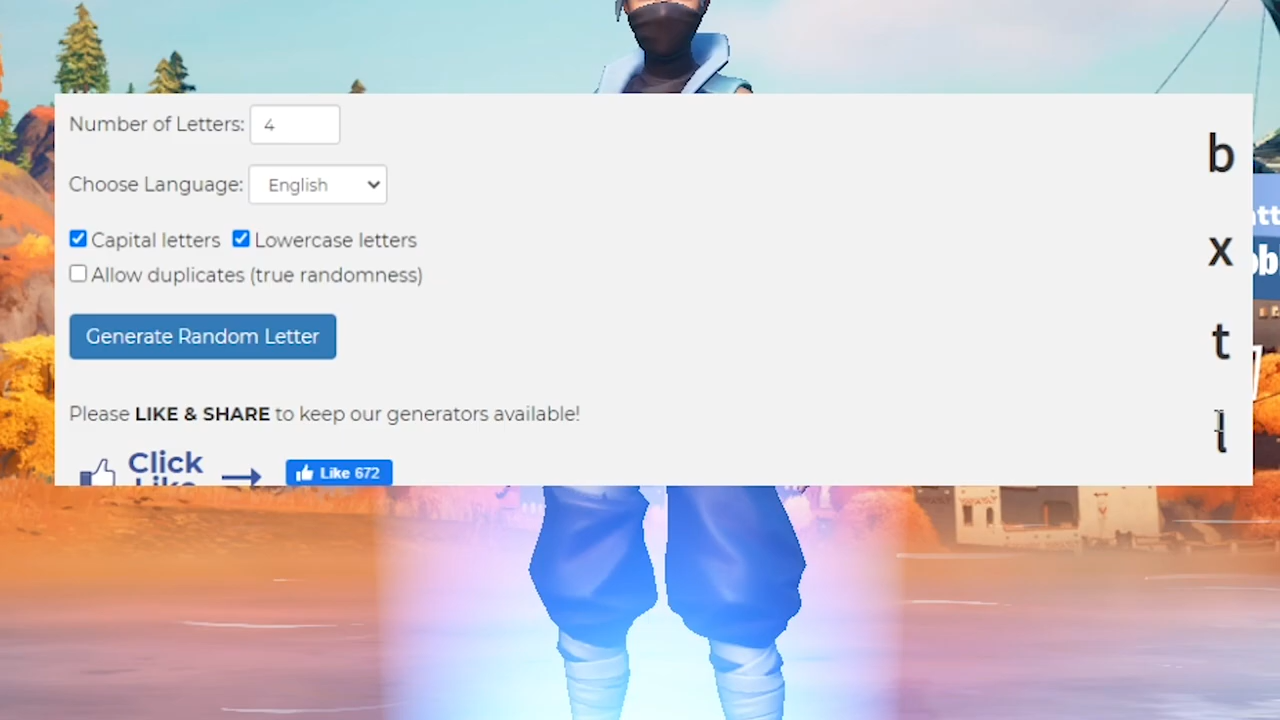 Number of Letters: 4
Choose Language: English
Capital letters Lowercase letters
Allow duplicates (true randomness)
Generate Random Letter
Please LIKE & SHARE to keep our generators available!
Click
Like
Like 672
b
x
t
l